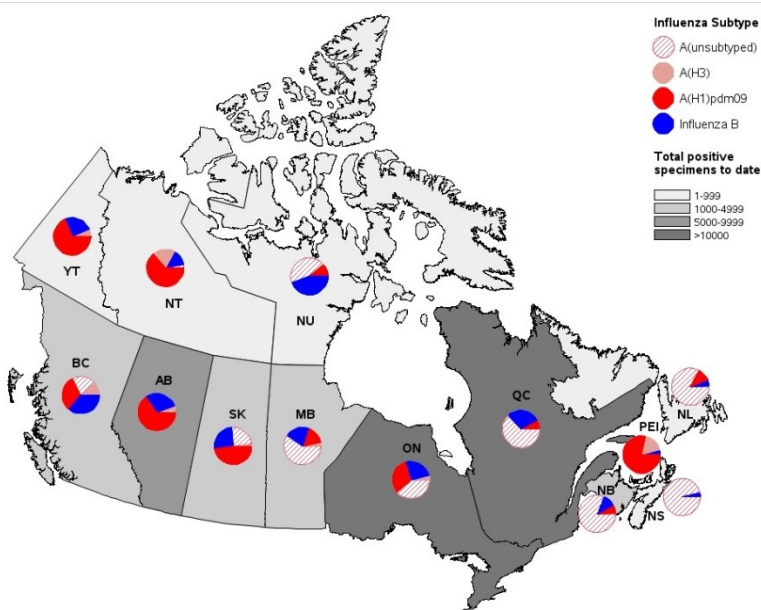 Influenza Subtype
A(unsubtyped)
A(H3)
A(H1)pdm09
Influenza B
Total positive
specimens to date
1-999
1000-4999
5000-9999
>10000
YT
NT
NU
BC
AB
SK
MB
ON
QC
NL
PEI
NB
NS